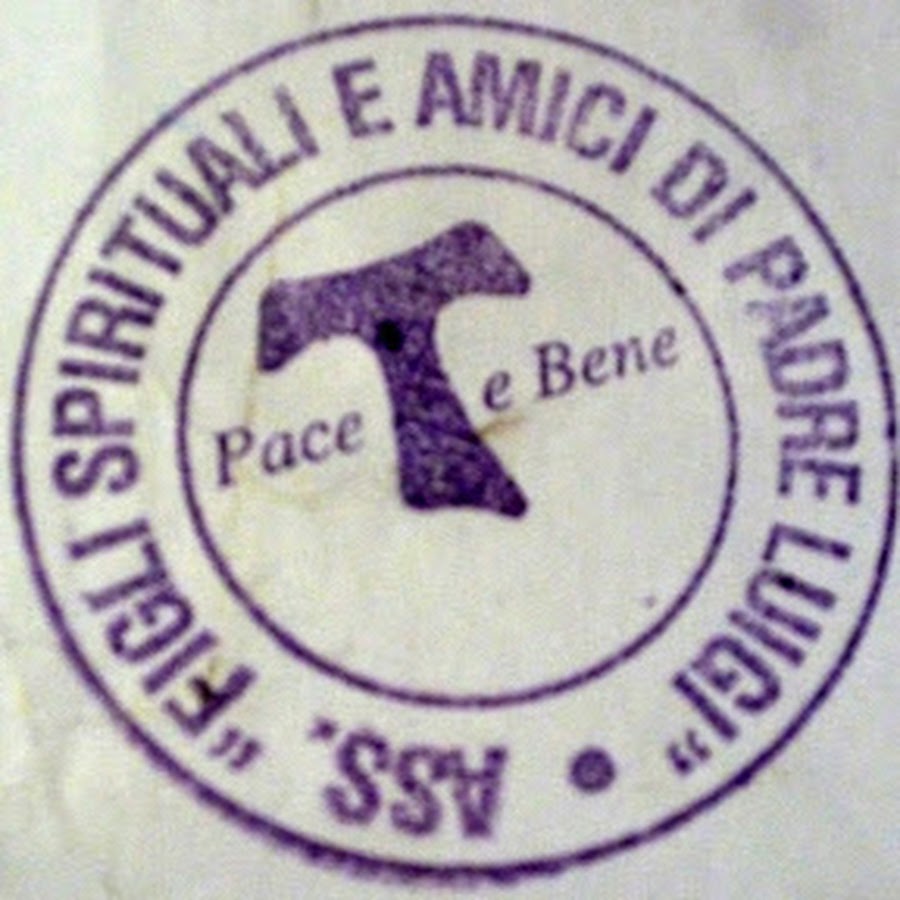 ASS. "FIGLI SPIRITUALI E AMICI DI PADRE LUIGI" •
Pace e Bene